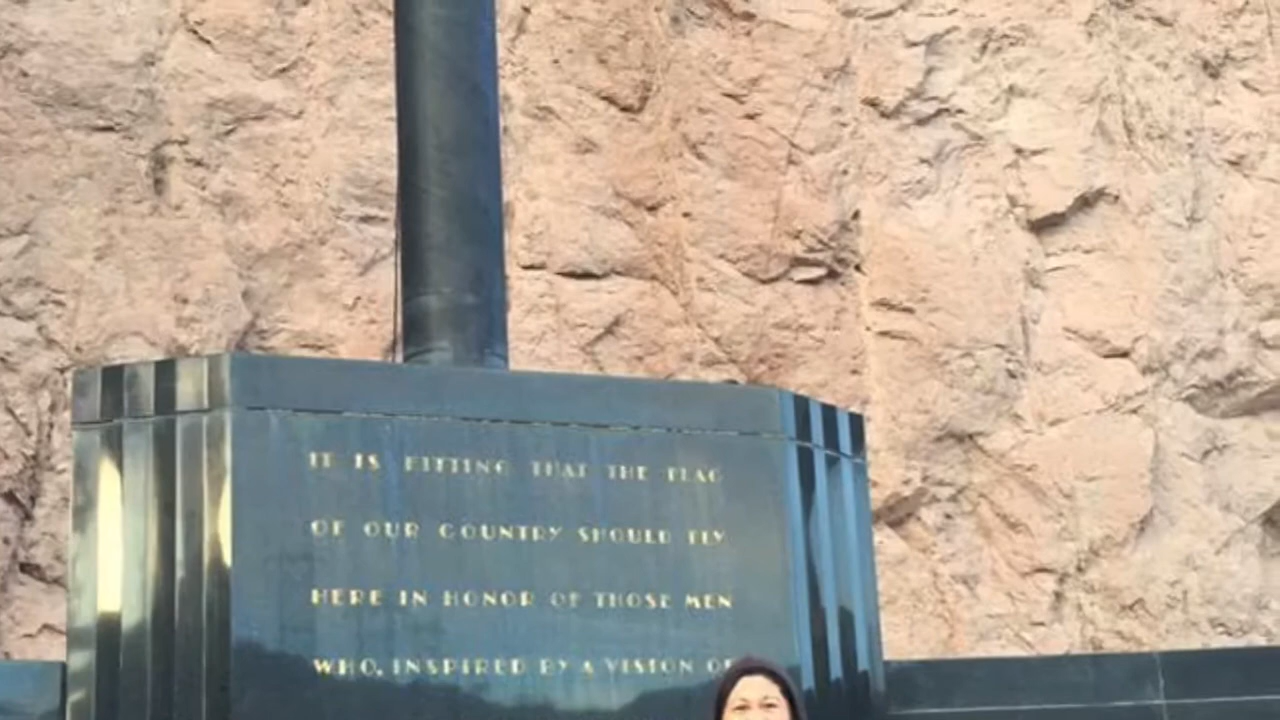 IT IS FITTING THAT THE FLAG
OF OUR COUNTRY SHOULD FLY
HERE IN HONOR OF THOSE MEN
WHO, INSPIRED BY A VISION OF